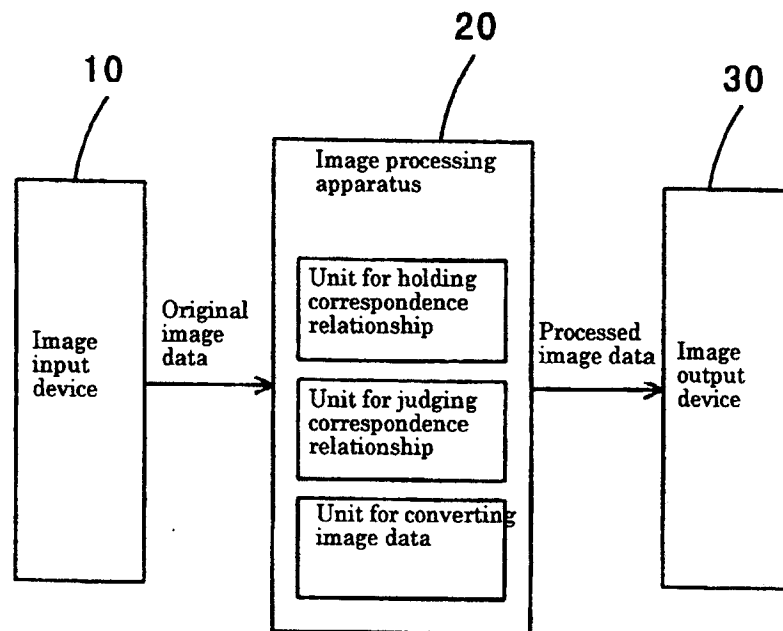 20
10
30
Image processing
apparatus
Unit for holding
correspondence
relationship
Original
image
data
Image
input
device
Processed
image data
Image
output
device
Unit for judging
correspondence
relationship
Unit for converting
image data